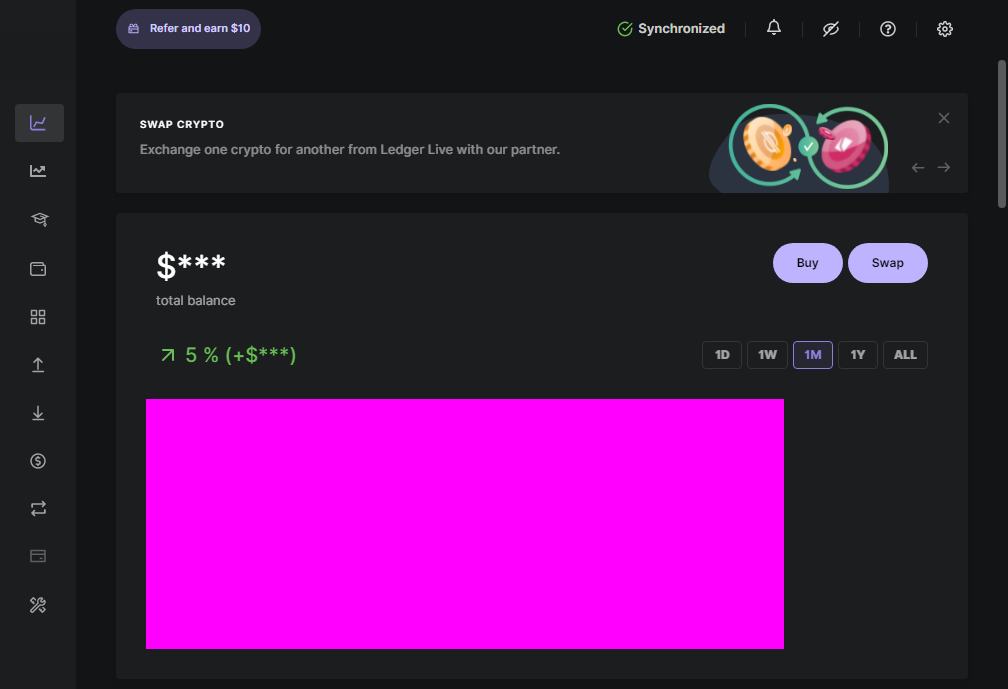 Refer and earn $10
Synchronized
SWAP CRYPTO
Exchange one crypto for another from Ledger Live with our partner.
$***
total balance
Buy
Swap
5 % (+$***)
1D
1W
1M
1Y
ALL